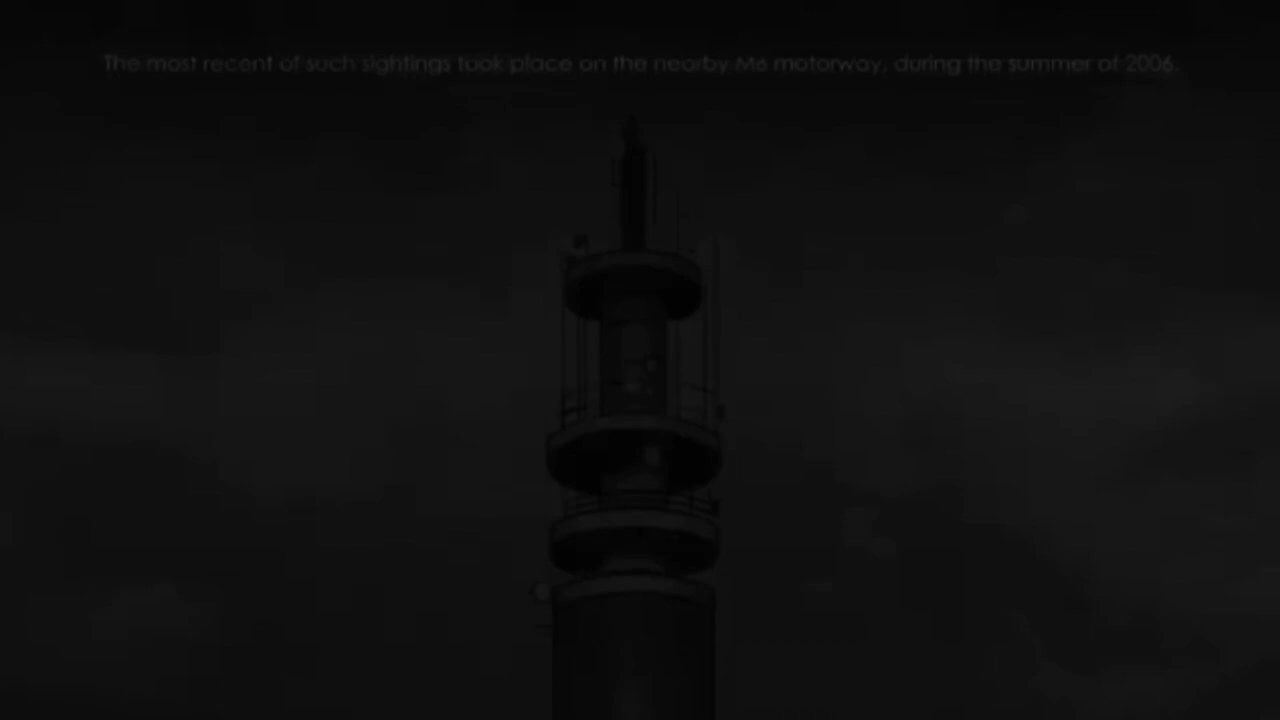 The most recent of such sightings took place on the nearby M6 motorway, during the summer of 2006.